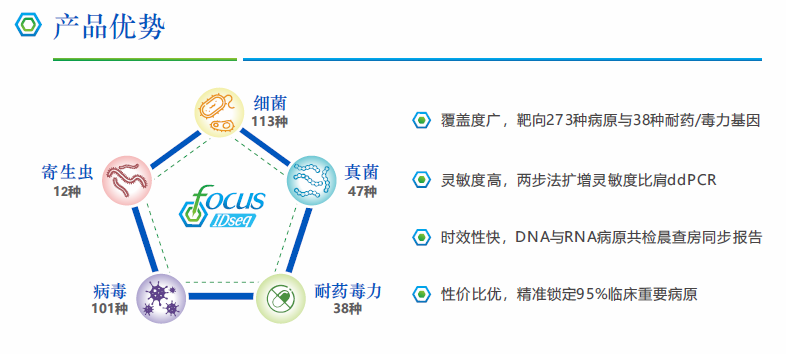 产品优势
细菌
113种
寄生虫
12种
真菌
47种
focus
IDseq
病毒
101种
耐药毒力
38种
覆盖度广，靶向273种病原与38种耐药/毒力基因
灵敏度高，两步法扩增灵敏度比肩ddPCR
时效性快，DNA与RNA病原共检晨查房同步报告
性价比优，精准锁定95%临床重要病原